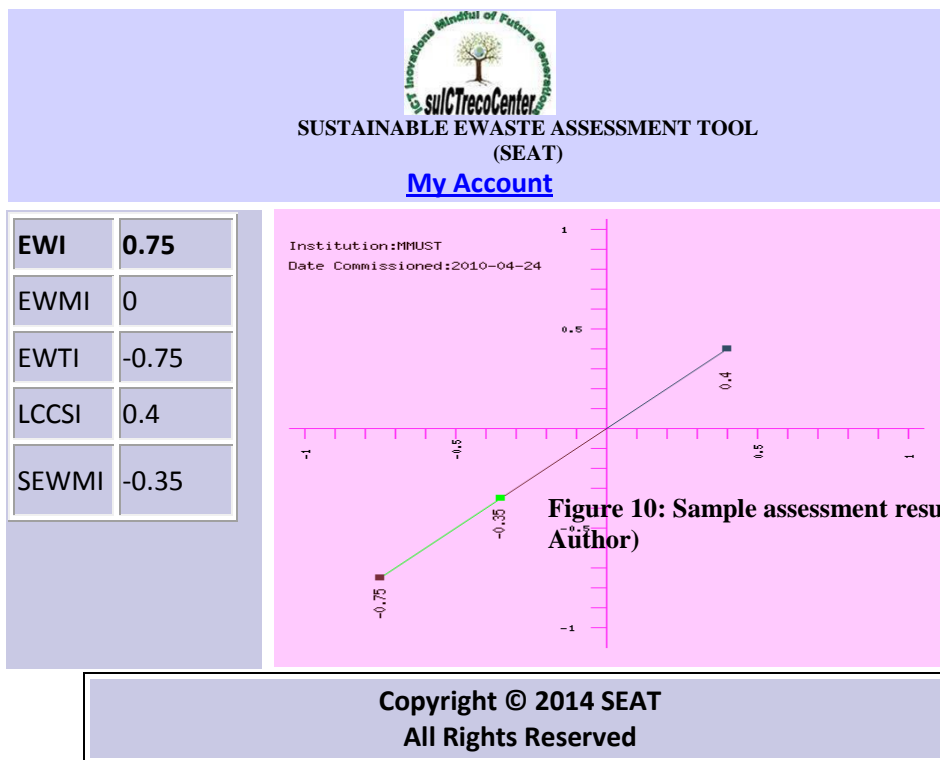 ICT Inovations Mindful of Future Generations
suICTrecoCenter
SUSTAINABLE EWASTE ASSESSMENT TOOL
(SEAT)
My Account
EWI 0.75
EWMI 0
EWTI -0.75
LCCSI 0.4
SEWMI -0.35
Institution:MMUST
Date Commissioned:2010-04-24
1
0.5
0.4
-1
-0.5
0.5
1
-0.35
Figure 10: Sample assessment resu
-0.5
Author)
-0.75
-1
Copyright © 2014 SEAT
All Rights Reserved